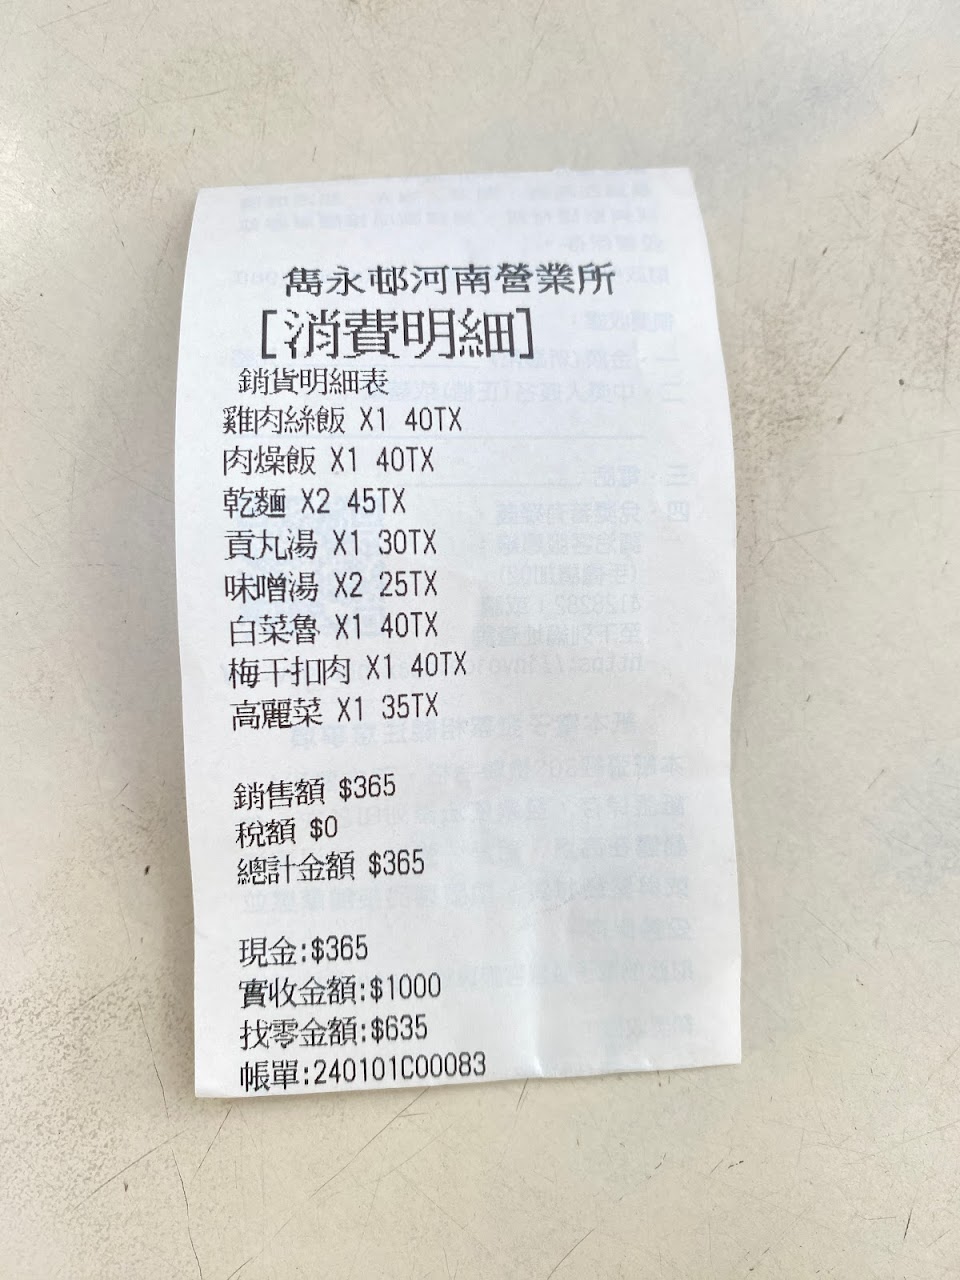 雋永邨河南營業所
[消費明細]
銷貨明細表
雞肉絲飯 X1 40TX
肉燥飯 X1 40TX
乾麵 X2 45TX
貢丸湯 X1 30TX
味噌湯 X2 25TX
白菜魯 X1 40TX
梅干扣肉 X1 40TX
高麗菜 X1 35TX
銷售額 $365
稅額 $0
總計金額 $365
現金:$365
實收金額:$1000
找零金額:$635
帳單:240101C00083